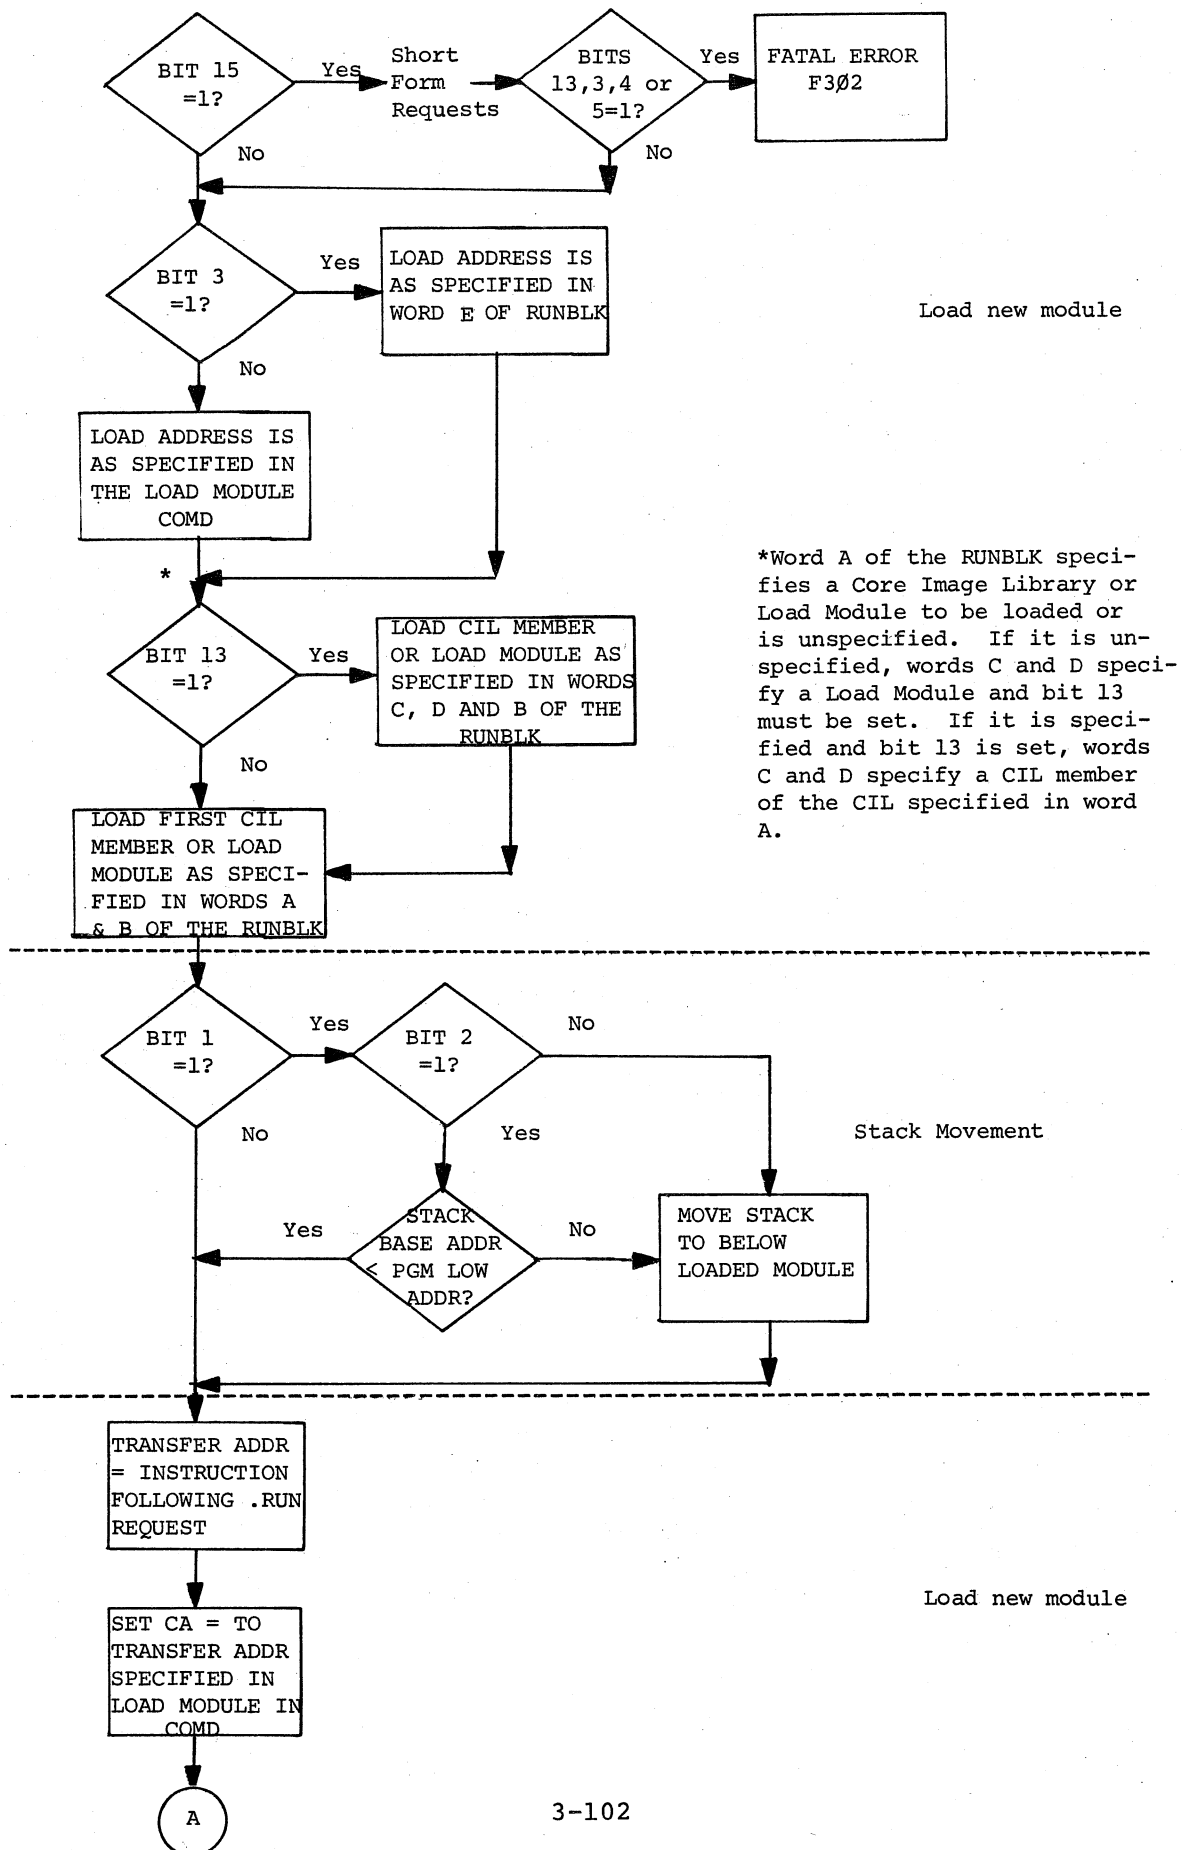 BIT 15
=1?
Yes
Short
Form
Requests
BITS
13,3,4 or
5=1?
Yes
FATAL ERROR
F3Ø2
No
No
BIT 3
=1?
Yes
LOAD ADDRESS IS
AS SPECIFIED IN
WORD E OF RUNBLK
Load new module
No
LOAD ADDRESS IS
AS SPECIFIED IN
THE LOAD MODULE
COMD
*
*Word A of the RUNBLK speci-
fies a Core Image Library or
Load Module to be loaded or
is unspecified. If it is un-
specified, words C and D speci-
fy a Load Module and bit 13
must be set. If it is speci-
fied and bit 13 is set, words
C and D specify a CIL member
of the CIL specified in word
A.
BIT 13
=1?
Yes
LOAD CIL MEMBER
OR LOAD MODULE AS
SPECIFIED IN WORDS
C, D AND B OF THE
RUNBLK
No
LOAD FIRST CIL
MEMBER OR LOAD
MODULE AS SPECI-
FIED IN WORDS A
& B OF THE RUNBLK
BIT 1
=1?
Yes
BIT 2
=1?
No
No
Yes
Stack Movement
Yes
STACK
BASE ADDR
< PGM LOW
ADDR?
No
MOVE STACK
TO BELOW
LOADED MODULE
TRANSFER ADDR
= INSTRUCTION
FOLLOWING .RUN
REQUEST
SET CA = TO
TRANSFER ADDR
SPECIFIED IN
LOAD MODULE IN
COMD
Load new module
A
3-102